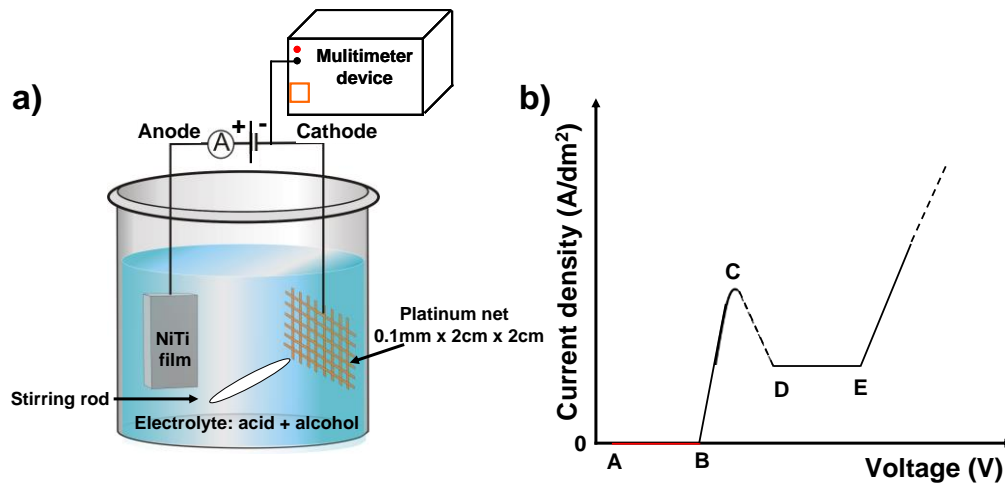 a)
Mulitimeter
device
Anode
A
+
-
Cathode
NiTi
film
Platinum net
0.1mm x 2cm x 2cm
Stirring rod
Electrolyte: acid + alcohol
b)
Current density (A/dm²)
C
D
E
0
A
B
Voltage (V)